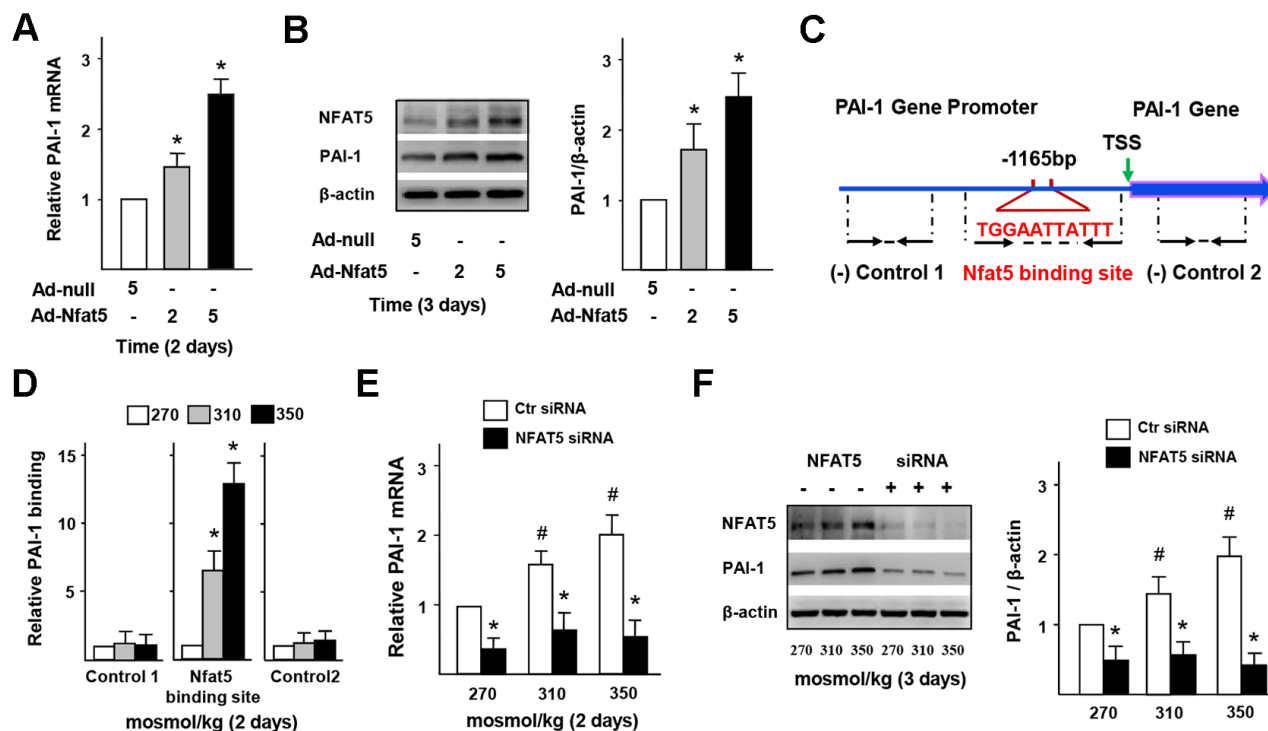 A
Relative PAI-1 mRNA
3
2
1
Ad-null 5 - -
Ad-Nfat5 - 2 5
Time (2 days)
B
NFAT5
PAI-1
β-actin
Ad-null 5 - -
Ad-Nfat5 - 2 5
Time (3 days)
PAI-1/β-actin
3
2
1
* *
Ad-null 5 - -
Ad-Nfat5 - 2 5
C
PAI-1 Gene Promoter PAI-1 Gene
-1165bp TSS
TGGAATTATTT
(-) Control 1 Nfat5 binding site (-) Control 2
D
270 310 350
Relative PAI-1 binding
15
10
5
* *
Control 1 Nfat5 Control2
binding site
mosmol/kg (2 days)
E
Ctr siRNA
NFAT5 siRNA
Relative PAI-1 mRNA
3
2
1
# #
* * *
270 310 350
mosmol/kg (2 days)
F
NFAT5 siRNA
- - - + + +
NFAT5
PAI-1
β-actin
270 310 350 270 310 350
mosmol/kg (3 days)
Ctr siRNA
NFAT5 siRNA
PAI-1 / β-actin
3
2
1
# #
* * *
270 310 350